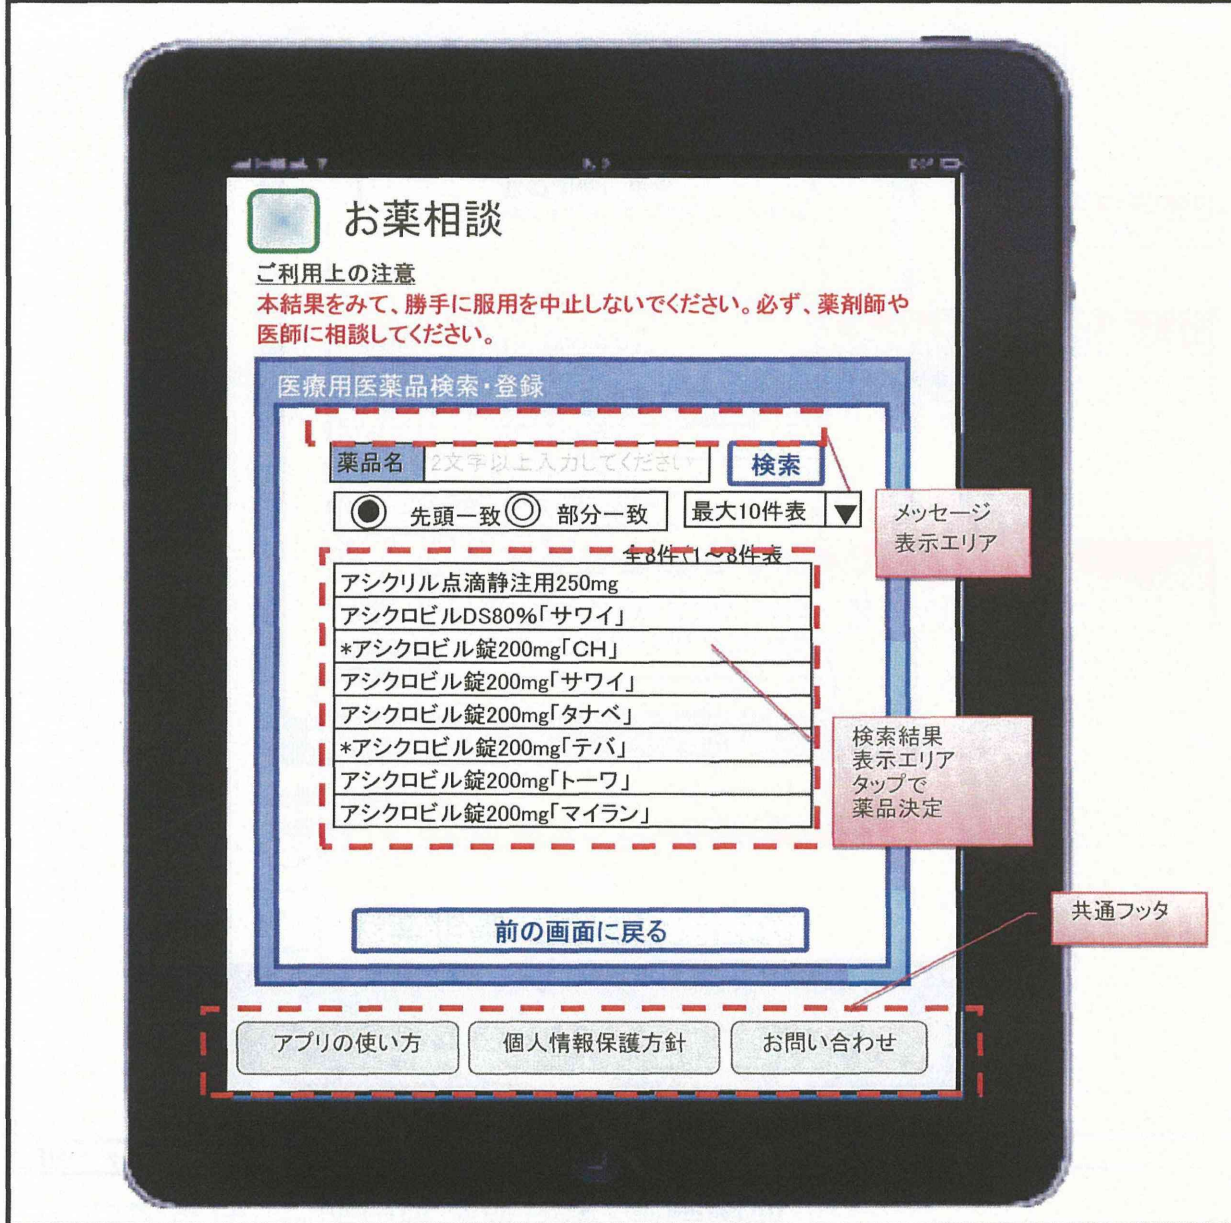 お薬相談
ご利用上の注意
本結果をみて、勝手に服用を中止しないでください。必ず、薬剤師や
医師に相談してください。
医療用医薬品検索・登録
薬品名 2文字以上入力してください 検索
先頭一致 部分一致 最大10件表 ▼
全8件(1～8件表
アシクリル点滴静注用250mg
アシクロビルDS80%「サワイ」
*アシクロビル錠200mg「CH」
アシクロビル錠200mg「サワイ」
アシクロビル錠200mg「タナベ」
*アシクロビル錠200mg「テバ」
アシクロビル錠200mg「トーワ」
アシクロビル錠200mg「マイラン」
前の画面に戻る
アプリの使い方 個人情報保護方針 お問い合わせ
メッセージ
表示エリア
検索結果
表示エリア
タップで
薬品決定
共通フッタ